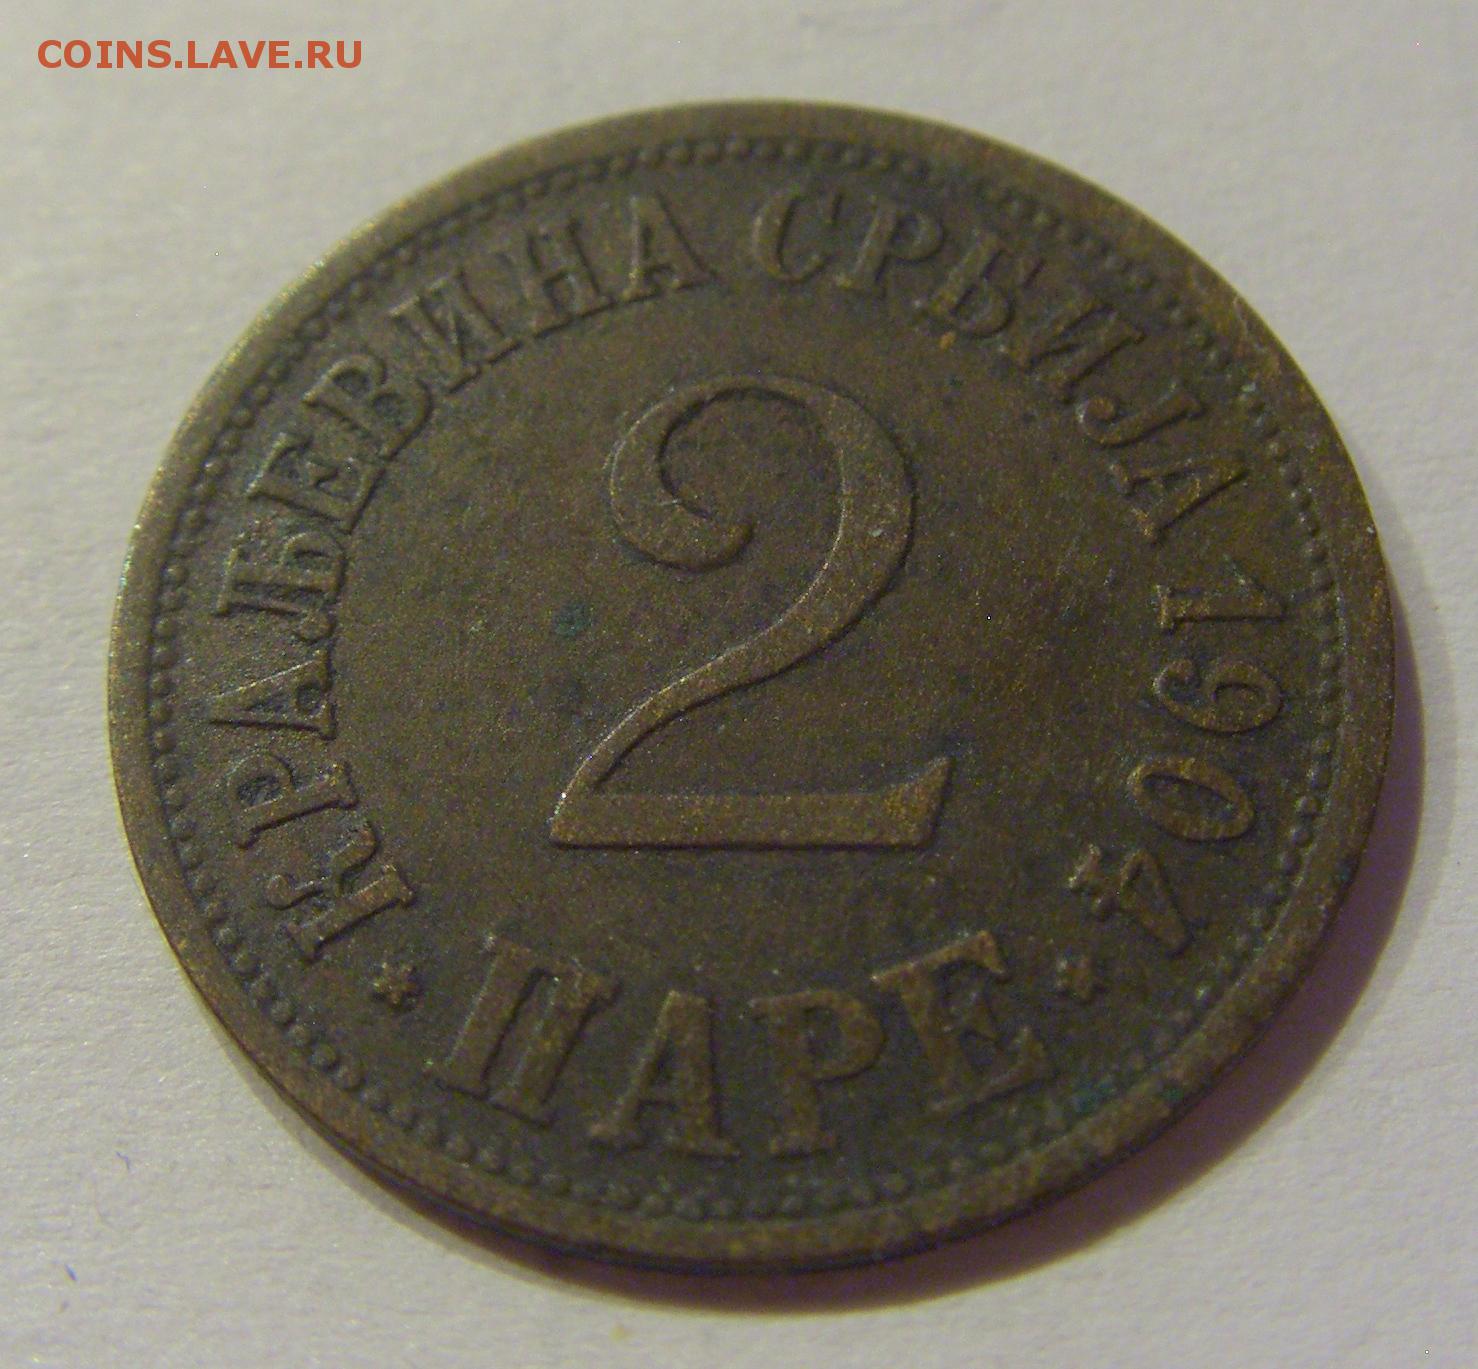 COINS.LAVE.RU
КРАЉЕВИНА СРБИЈА 1904
2
ПАРЕ